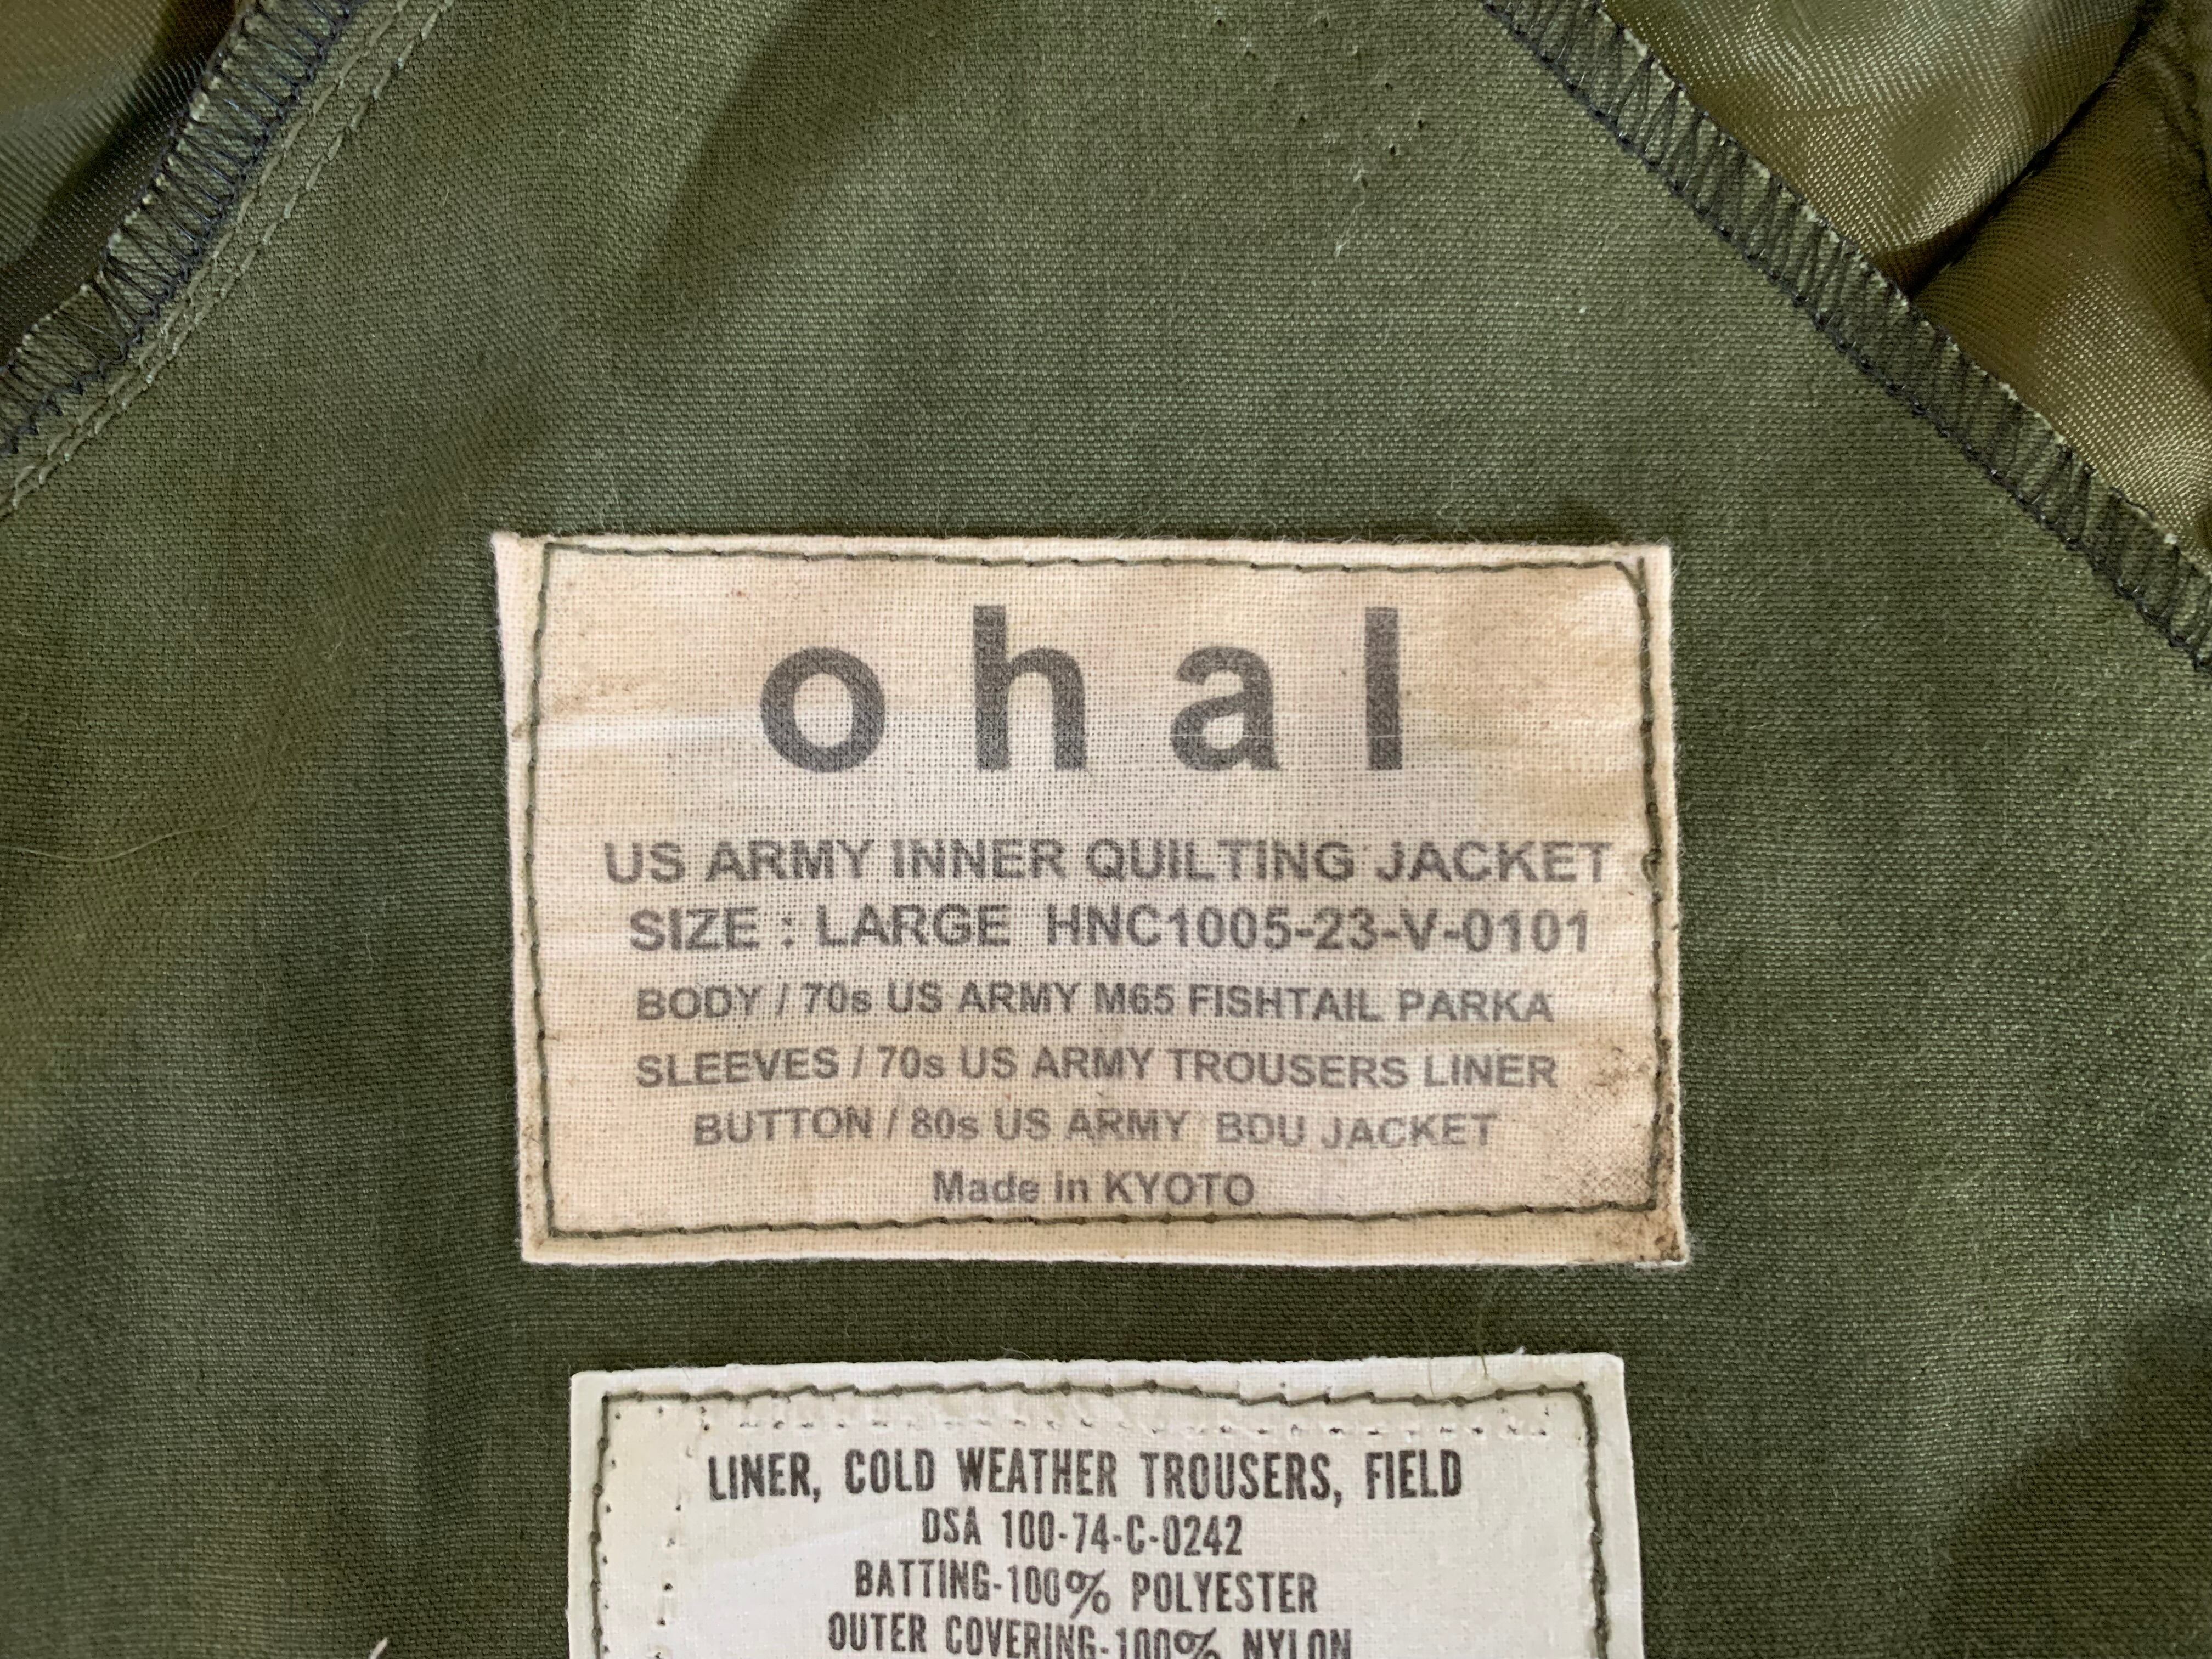 ohal
US ARMY INNER QUILTING JACKET
SIZE : LARGE HNC1005-23-V-0101
BODY / 70s US ARMY M65 FISHTAIL PARKA
SLEEVES / 70s US ARMY TROUSERS LINER
BUTTON / 80s US ARMY BDU JACKET
Made in KYOTO
LINER, COLD WEATHER TROUSERS, FIELD
DSA 100-74-C-0242
BATTING-100% POLYESTER
OUTER COVERING-100% NYLON